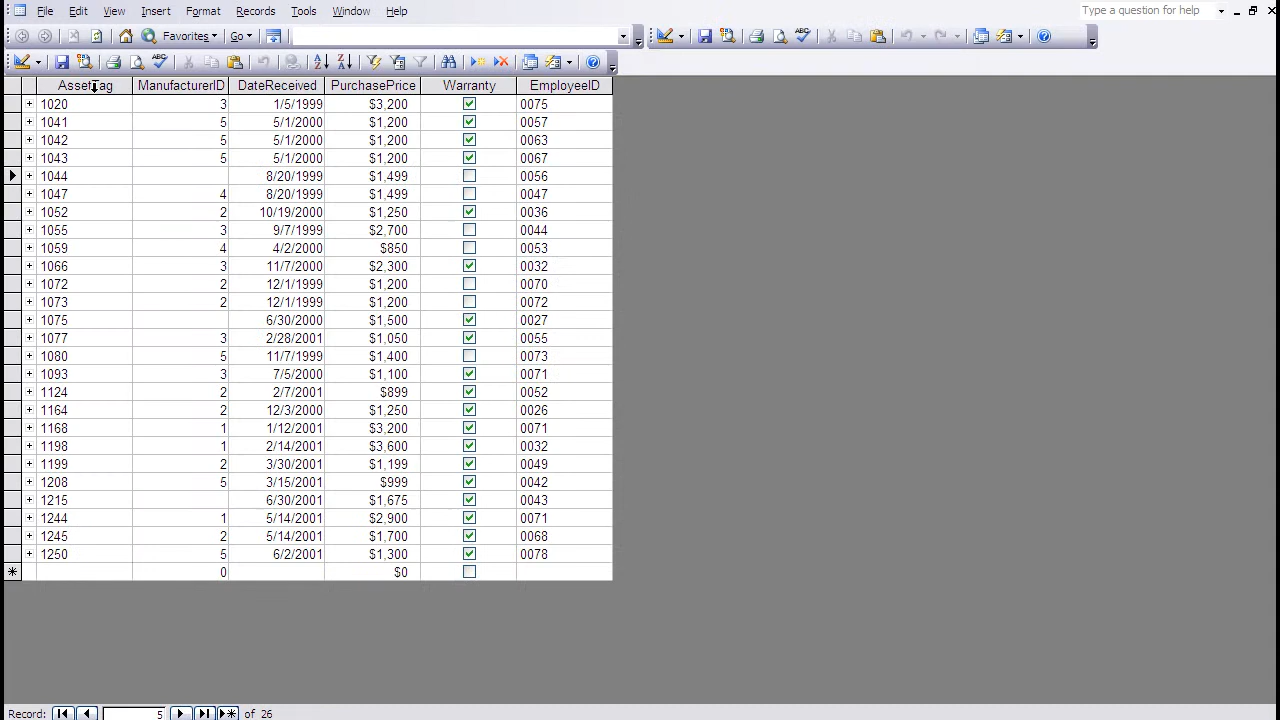 File Edit View Insert Format Records Tools Window Help Type a question for help
Favorites Go
AssetTag ManufacturerID DateReceived PurchasePrice Warranty EmployeeID
1020 3 1/5/1999 $3,200 0075
1041 5 5/1/2000 $1,200 0057
1042 5 5/1/2000 $1,200 0063
1043 5 5/1/2000 $1,200 0067
1044 8/20/1999 $1,499 0056
1047 4 8/20/1999 $1,499 0047
1052 2 10/19/2000 $1,250 0036
1055 3 9/7/1999 $2,700 0044
1059 4 4/2/2000 $850 0053
1066 3 11/7/2000 $2,300 0032
1072 2 12/1/1999 $1,200 0070
1073 2 12/1/1999 $1,200 0072
1075 6/30/2000 $1,500 0027
1077 3 2/28/2001 $1,050 0055
1080 5 11/7/1999 $1,400 0073
1093 3 7/5/2000 $1,100 0071
1124 2 2/7/2001 $899 0052
1164 2 12/3/2000 $1,250 0026
1168 1 1/12/2001 $3,200 0071
1198 1 2/14/2001 $3,600 0032
1199 2 3/30/2001 $1,199 0049
1208 5 3/15/2001 $999 0042
1215 6/30/2001 $1,675 0043
1244 1 5/14/2001 $2,900 0071
1245 2 5/14/2001 $1,700 0068
1250 5 6/2/2001 $1,300 0078
0 $0
Record: 5 of 26